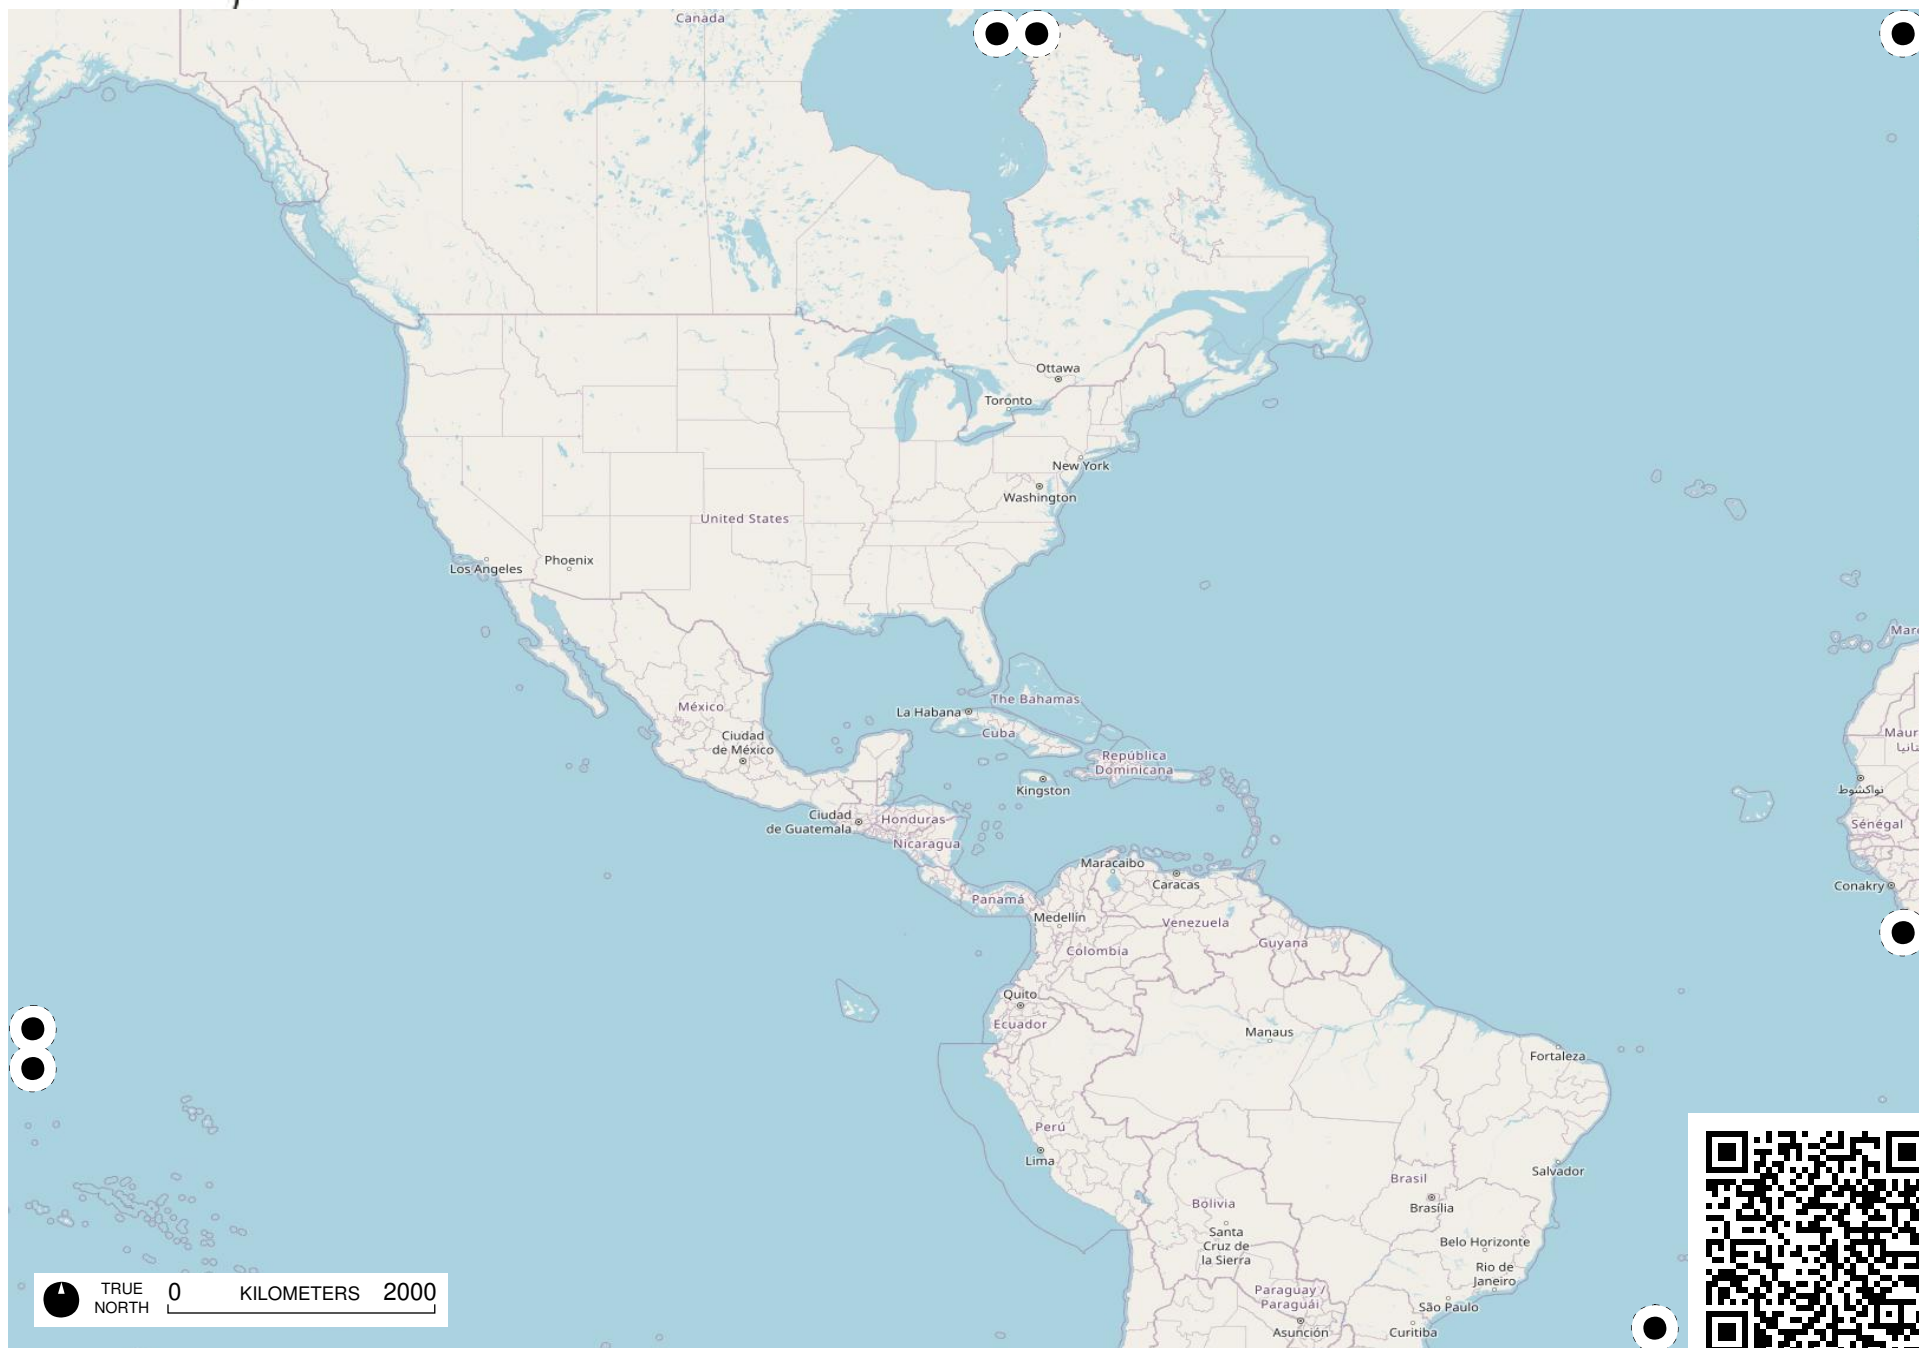 Canada
Ottawa
Toronto
New York
Washington
United States
Los Angeles
Phoenix
México
Ciudad
de México
La Habana
The Bahamas
Cuba
República
Dominicana
Kingston
Ciudad
de Guatemala
Honduras
Nicaragua
Panamá
Maracaibo
Caracas
Medellín
Venezuela
Guyana
Colombia
Quito
Ecuador
Manaus
Fortaleza
Perú
Lima
Salvador
Brasil
Brasília
Bolivia
Santa
Cruz de
la Sierra
Belo Horizonte
Rio de
Janeiro
São Paulo
Paraguay /
Paraguái
Asunción
Curitiba
نواكشوط
Sénégal
Conakry
TRUE
NORTH
0 KILOMETERS 2000